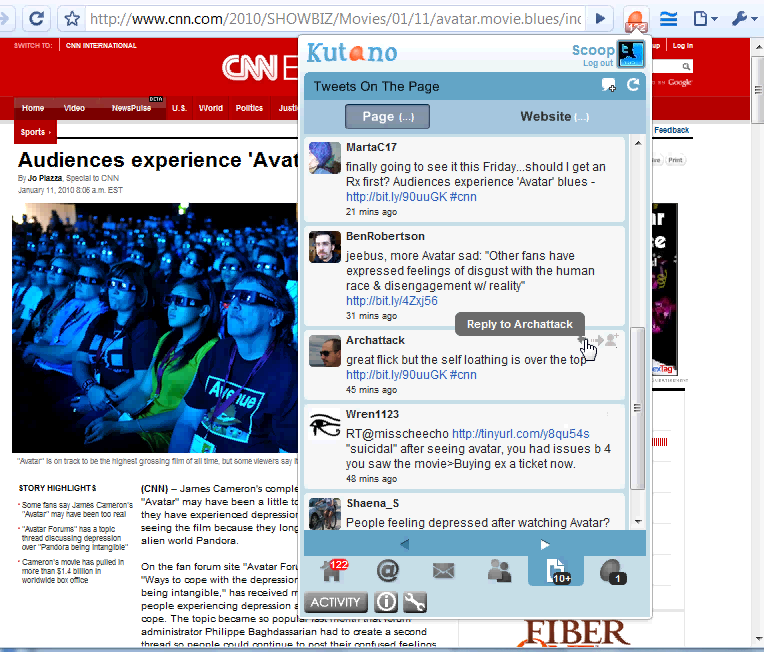 http://www.cnn.com/2010/SHOWBIZ/Movies/01/11/avatar.movie.blues/inc
SWITCH TO: CNN INTERNATIONAL
Log in
CNN E
Google
Home Video NewsPulse BETA U.S. World Politics Justi
Sports ›
Feedback
Print
Audiences experience 'Avat
By Jo Piazza, Special to CNN
January 11, 2010 8:06 a.m. EST
"Avatar" is on track to be the highest grossing film of all time, but some viewers say it
STORY HIGHLIGHTS
Some fans say James Cameron's
"Avatar" may have been too real
"Avatar Forums" has a topic
thread discussing depression
over "Pandora being intangible"
Cameron's movie has pulled in
more than $1.4 billion in
worldwide box office
(CNN) – James Cameron's comple
"Avatar" may have been a little to
they have experienced depression
seeing the film because they long
alien world Pandora.
On the fan forum site "Avatar Foru
"Ways to cope with the depression
being intangible," has received m
people experiencing depression a
cope. The topic became so popular last month that forum
administrator Philippe Baghdassarian had to create a second
thread so people could continue to post their confused feelings
Kutano
Scoop
Log out
Tweets On The Page
Page (...)
Website (...)
MartaC17
finally going to see it this Friday...should I get an
Rx first? Audiences experience 'Avatar' blues -
http://bit.ly/90uuGK #cnn
21 mins ago
BenRobertson
jeebus, more Avatar sad: "Other fans have
expressed feelings of disgust with the human
race & disengagement w/ reality"
http://bit.ly/4Zxj56
31 mins ago
Reply to Archattack
Archattack
great flick but the self loathing is over the top
http://bit.ly/90uuGK #cnn
45 mins ago
Wren1123
RT@misscheecho http://tinyurl.com/y8qu54s
"suicidal" after seeing avatar, you had issues b 4
you saw the movie>Buying ex a ticket now.
48 mins ago
Shaena_S
People feeling depressed after watching Avatar?
122
10+
1
ACTIVITY
FIBER